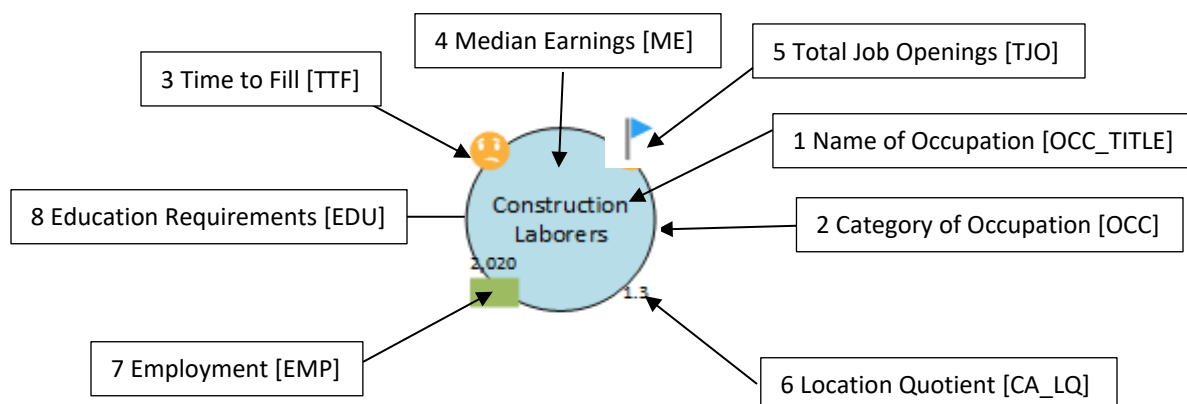 4 Median Earnings [ME]
5 Total Job Openings [TJO]
3 Time to Fill [TTF]
1 Name of Occupation [OCC_TITLE]
8 Education Requirements [EDU]
Construction
Laborers
2 Category of Occupation [OCC]
2,020
1.3
7 Employment [EMP]
6 Location Quotient [CA_LQ]